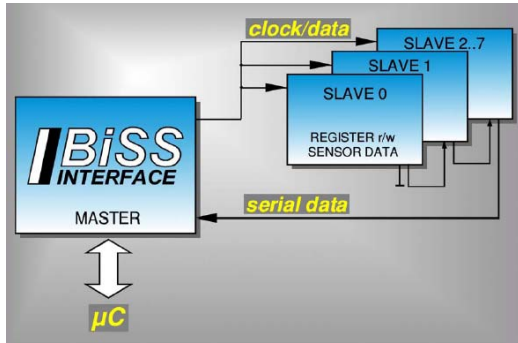 clock/data
SLAVE 2..7
SLAVE 1
SLAVE 0
REGISTER r/w
SENSOR DATA
BiSS
INTERFACE
MASTER
serial data
µC